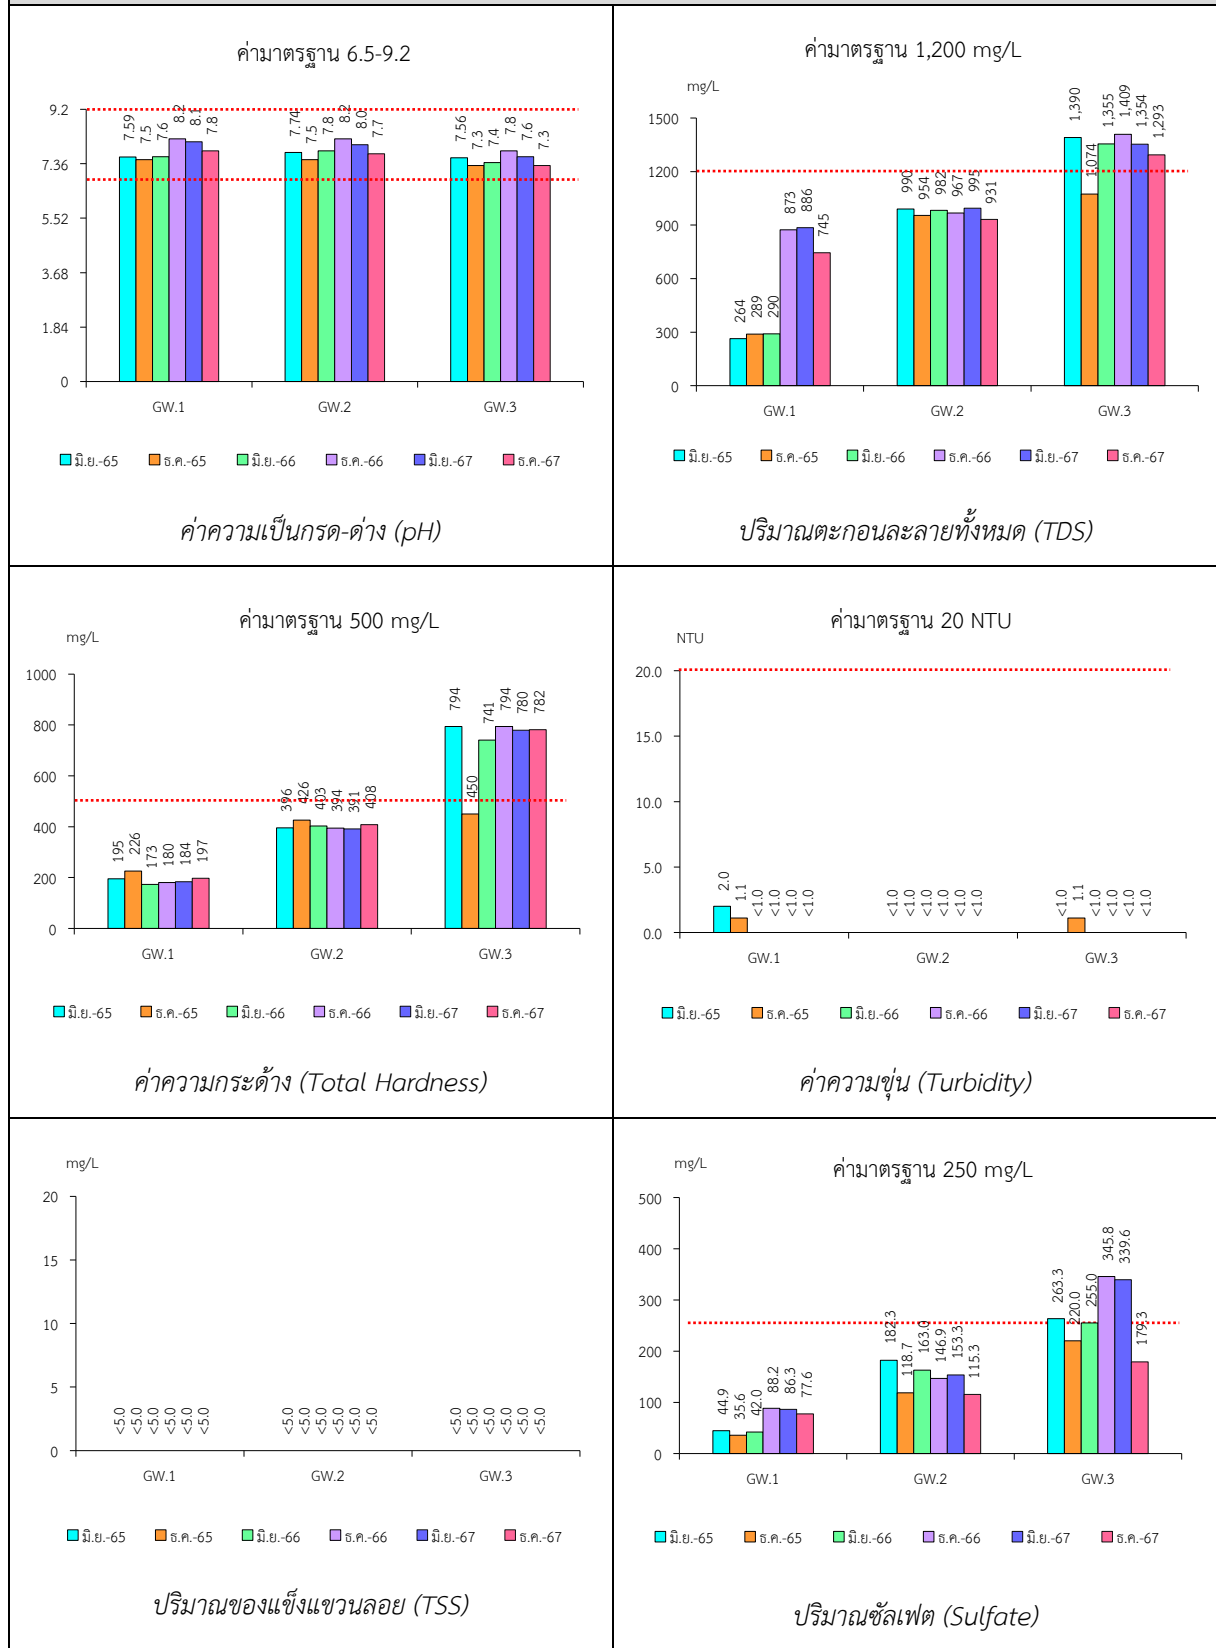 ค่ามาตรฐาน 6.5-9.2
9.2
7.36
5.52
3.68
1.84
0
7.59 7.5 7.6 8.2 8.1 7.8
7.74 7.5 7.8 8.2 8.0 7.7
7.56 7.3 7.4 7.8 7.6 7.3
GW.1 GW.2 GW.3
มิ.ย.-65 ธ.ค.-65 มิ.ย.-66 ธ.ค.-66 มิ.ย.-67 ธ.ค.-67
ค่าความเป็นกรด-ด่าง (pH)
ค่ามาตรฐาน 1,200 mg/L
mg/L
1500
1200
900
600
300
0
264 289 290 873 886 745
990 954 982 967 995 931
1,390 1,074 1,355 1,409 1,354 1,293
GW.1 GW.2 GW.3
มิ.ย.-65 ธ.ค.-65 มิ.ย.-66 ธ.ค.-66 มิ.ย.-67 ธ.ค.-67
ปริมาณตะกอนละลายทั้งหมด (TDS)
ค่ามาตรฐาน 500 mg/L
mg/L
1000
800
600
400
200
0
195 226 173 180 184 197
396 426 403 394 391 408
794 450 741 794 780 782
GW.1 GW.2 GW.3
มิ.ย.-65 ธ.ค.-65 มิ.ย.-66 ธ.ค.-66 มิ.ย.-67 ธ.ค.-67
ค่าความกระด้าง (Total Hardness)
ค่ามาตรฐาน 20 NTU
NTU
20.0
15.0
10.0
5.0
0.0
2.0 1.1 <1.0 <1.0 <1.0 <1.0
<1.0 <1.0 <1.0 <1.0 <1.0 <1.0
<1.0 1.1 <1.0 <1.0 <1.0 <1.0
GW.1 GW.2 GW.3
มิ.ย.-65 ธ.ค.-65 มิ.ย.-66 ธ.ค.-66 มิ.ย.-67 ธ.ค.-67
ค่าความขุ่น (Turbidity)
mg/L
20
15
10
5
0
<5.0 <5.0 <5.0 <5.0 <5.0 <5.0
<5.0 <5.0 <5.0 <5.0 <5.0 <5.0
<5.0 <5.0 <5.0 <5.0 <5.0 <5.0
GW.1 GW.2 GW.3
มิ.ย.-65 ธ.ค.-65 มิ.ย.-66 ธ.ค.-66 มิ.ย.-67 ธ.ค.-67
ปริมาณของแข็งแขวนลอย (TSS)
mg/L
ค่ามาตรฐาน 250 mg/L
500
400
300
200
100
0
44.9 35.6 42.0 88.2 86.3 77.6
182.3 118.7 163.0 146.9 153.3 115.3
263.3 220.0 255.0 345.8 339.6 179.3
GW.1 GW.2 GW.3
มิ.ย.-65 ธ.ค.-65 มิ.ย.-66 ธ.ค.-66 มิ.ย.-67 ธ.ค.-67
ปริมาณซัลเฟต (Sulfate)